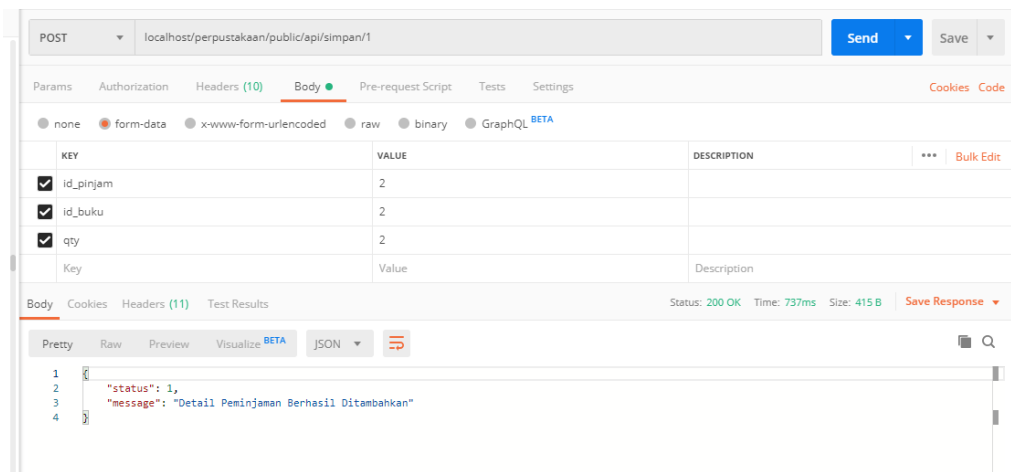 POST localhost/perpustakaan/public/api/simpan/1 Send Save
Params Authorization Headers (10) Body Pre-request Script Tests Settings Cookies Code
none form-data x-www-form-urlencoded raw binary GraphQL BETA
KEY VALUE DESCRIPTION ••• Bulk Edit
id_pinjam 2
id_buku 2
qty 2
Key Value Description
Body Cookies Headers (11) Test Results Status: 200 OK Time: 737ms Size: 415 B Save Response
Pretty Raw Preview Visualize BETA JSON
1 {
2 "status": 1,
3 "message": "Detail Peminjaman Berhasil Ditambahkan"
4 }